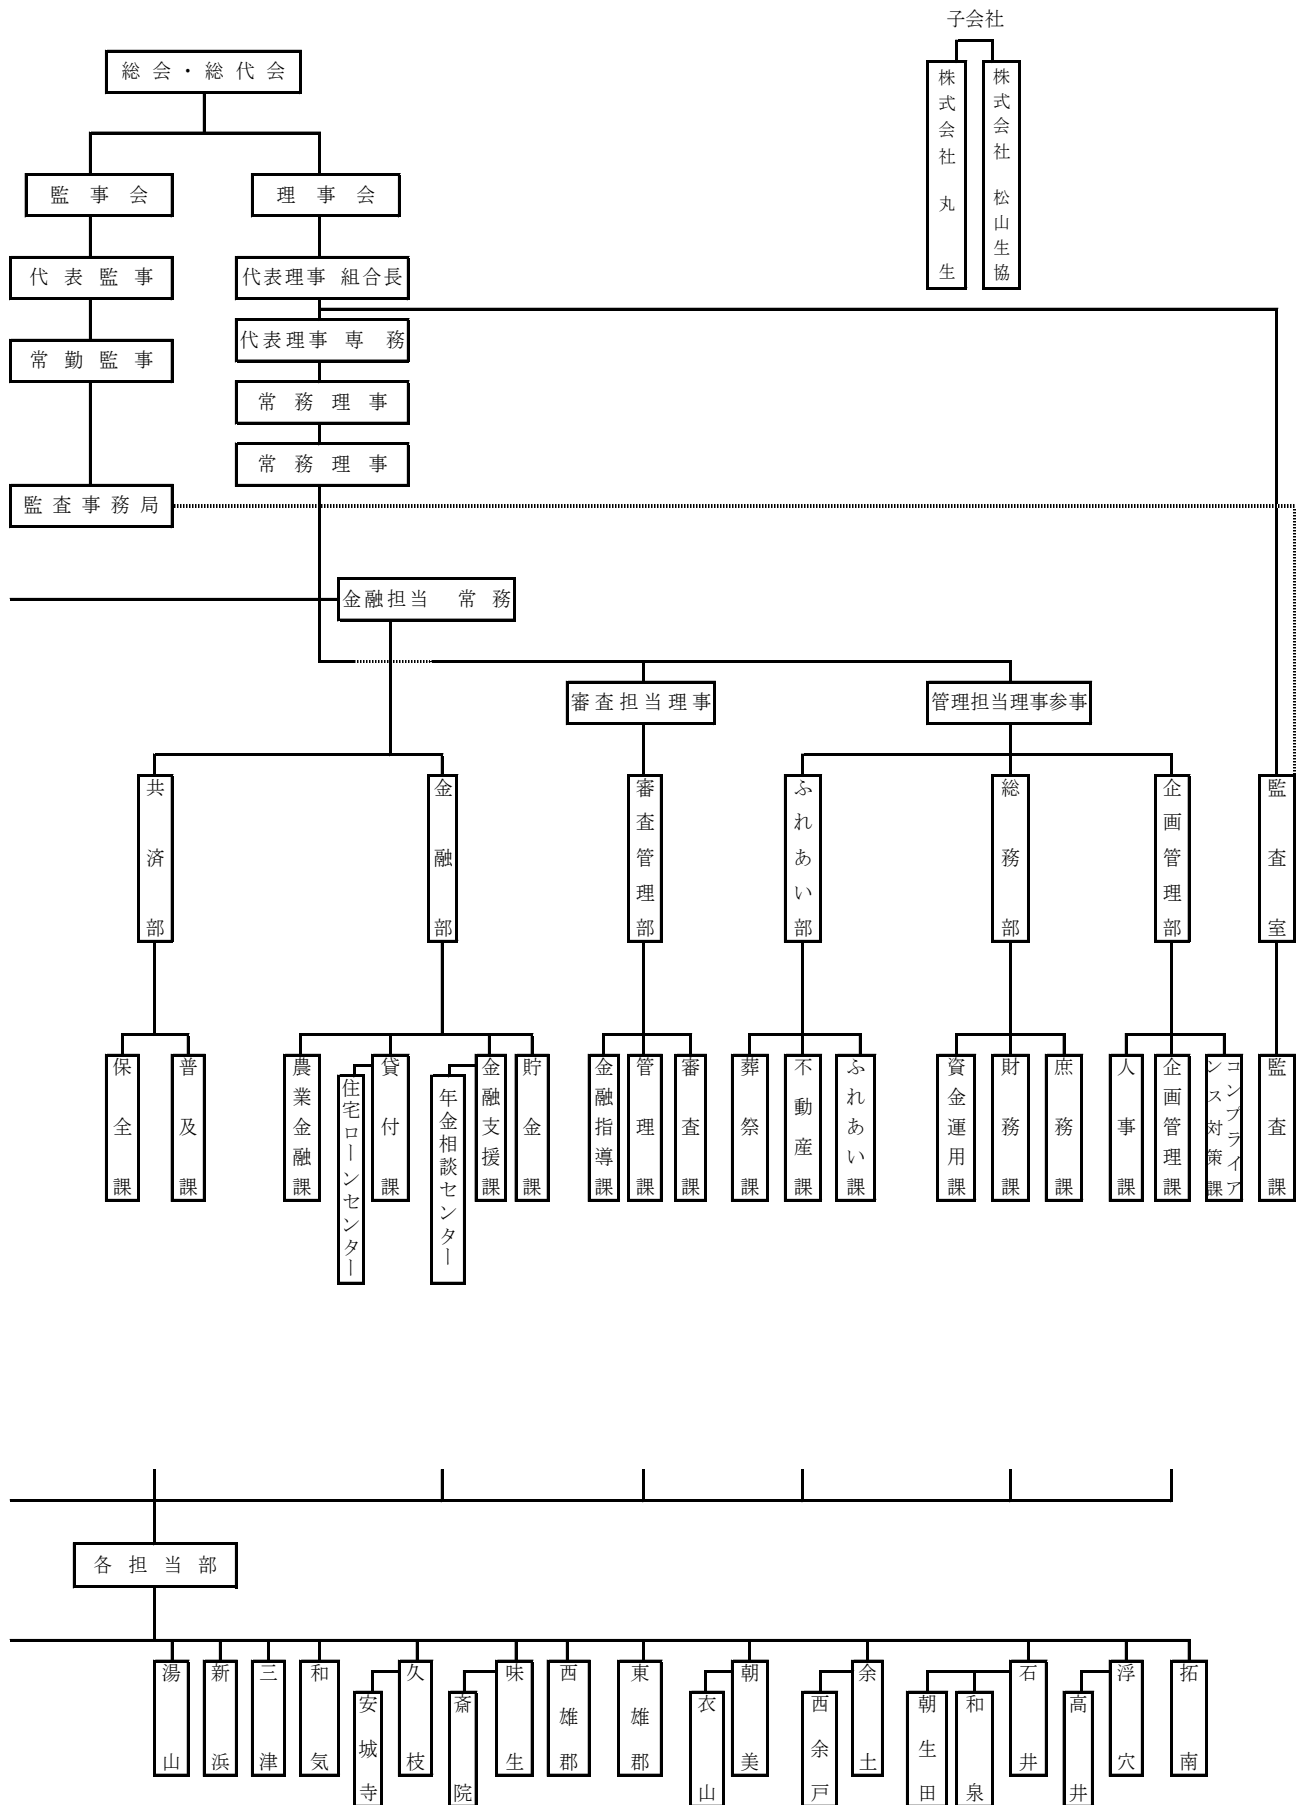 子会社
総会・総代会
株式会社 丸生
株式会社 松山生協
監事会
理事会
代表監事
代表理事 組合長
代表理事 専務
常勤監事
常務理事
常務理事
監査事務局
金融担当 常務
審査担当理事
管理担当理事参事
共済部
金融部
審査管理部
ふれあい部
総務部
企画管理部
監査室
保全課
普及課
農業金融課
住宅ローンセンター
貸付課
年金相談センター
金融支援課
貯金課
金融指導課
管理課
審査課
葬祭課
不動産課
ふれあい課
資金運用課
財務課
庶務課
人事課
企画管理課
コンプライア
ンス対策課
監査課
各担当部
湯山
新浜
三津
和気
安城寺
久枝
斎院
味生
西雄郡
東雄郡
衣山
朝美
西余戸
余土
朝生田
和泉
石井
高井
浮穴
拓南